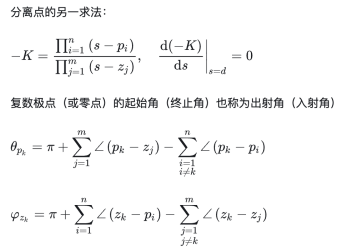 分离点的另一求法：
$-K = \frac{\prod_{i=1}^{n} (s - p_i)}{\prod_{j=1}^{m} (s - z_j)}, \quad \left. \frac{\mathrm{d}(-K)}{\mathrm{d}s} \right|_{s=d} = 0$
复数极点（或零点）的起始角（终止角）也称为出射角（入射角）
$\theta_{p_k} = \pi + \sum_{j=1}^{m} \angle (p_k - z_j) - \sum_{\substack{i=1 \\ i \neq k}}^{n} \angle (p_k - p_i)$
$\varphi_{z_k} = \pi + \sum_{i=1}^{n} \angle (z_k - p_i) - \sum_{\substack{j=1 \\ j \neq k}}^{m} \angle (z_k - z_j)$